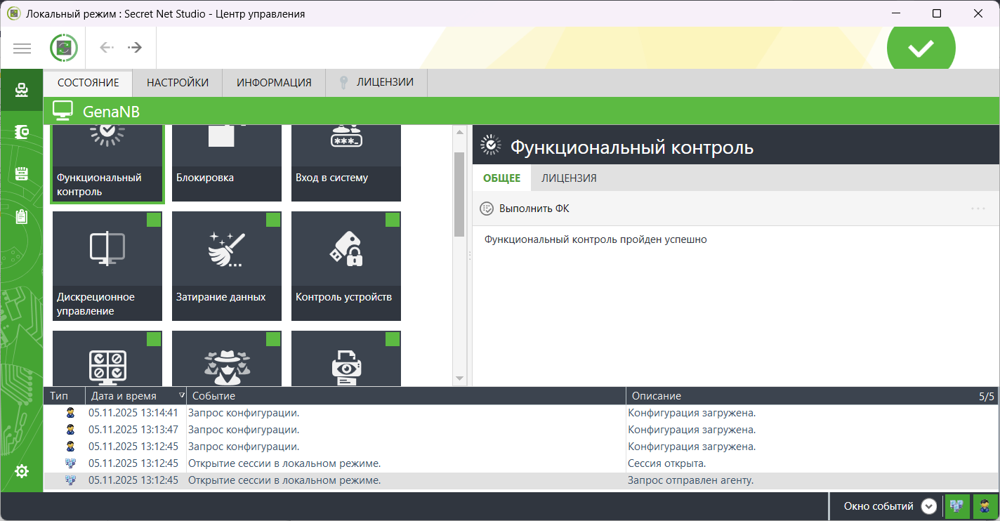 Локальный режим : Secret Net Studio - Центр управления
СОСТОЯНИЕ НАСТРОЙКИ ИНФОРМАЦИЯ ЛИЦЕНЗИИ
GenaNB
Функциональный контроль
Блокировка
Вход в систему
***_
Дискреционное управление
Затирание данных
Контроль устройств
Функциональный контроль
ОБЩЕЕ ЛИЦЕНЗИЯ
Выполнить ФК
Функциональный контроль пройден успешно
Тип Дата и время Событие Описание 5/5
05.11.2025 13:14:41 Запрос конфигурации. Конфигурация загружена.
05.11.2025 13:13:47 Запрос конфигурации. Конфигурация загружена.
05.11.2025 13:12:45 Запрос конфигурации. Конфигурация загружена.
05.11.2025 13:12:45 Открытие сессии в локальном режиме. Сессия открыта.
05.11.2025 13:12:45 Открытие сессии в локальном режиме. Запрос отправлен агенту.
Окно событий